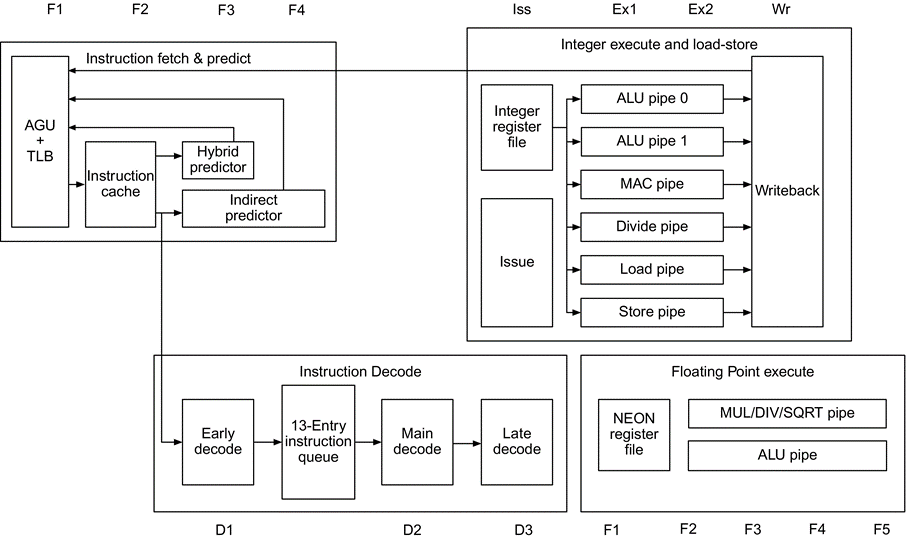 F1 F2 F3 F4 Iss Ex1 Ex2 Wr
Instruction fetch & predict
AGU
+
TLB
Instruction
cache
Hybrid
predictor
Indirect
predictor
Integer execute and load-store
Integer
register
file
Issue
ALU pipe 0
ALU pipe 1
MAC pipe
Divide pipe
Load pipe
Store pipe
Writeback
Instruction Decode
Early
decode
13-Entry
instruction
queue
Main
decode
Late
decode
D1 D2 D3
Floating Point execute
NEON
register
file
MUL/DIV/SQRT pipe
ALU pipe
F1 F2 F3 F4 F5